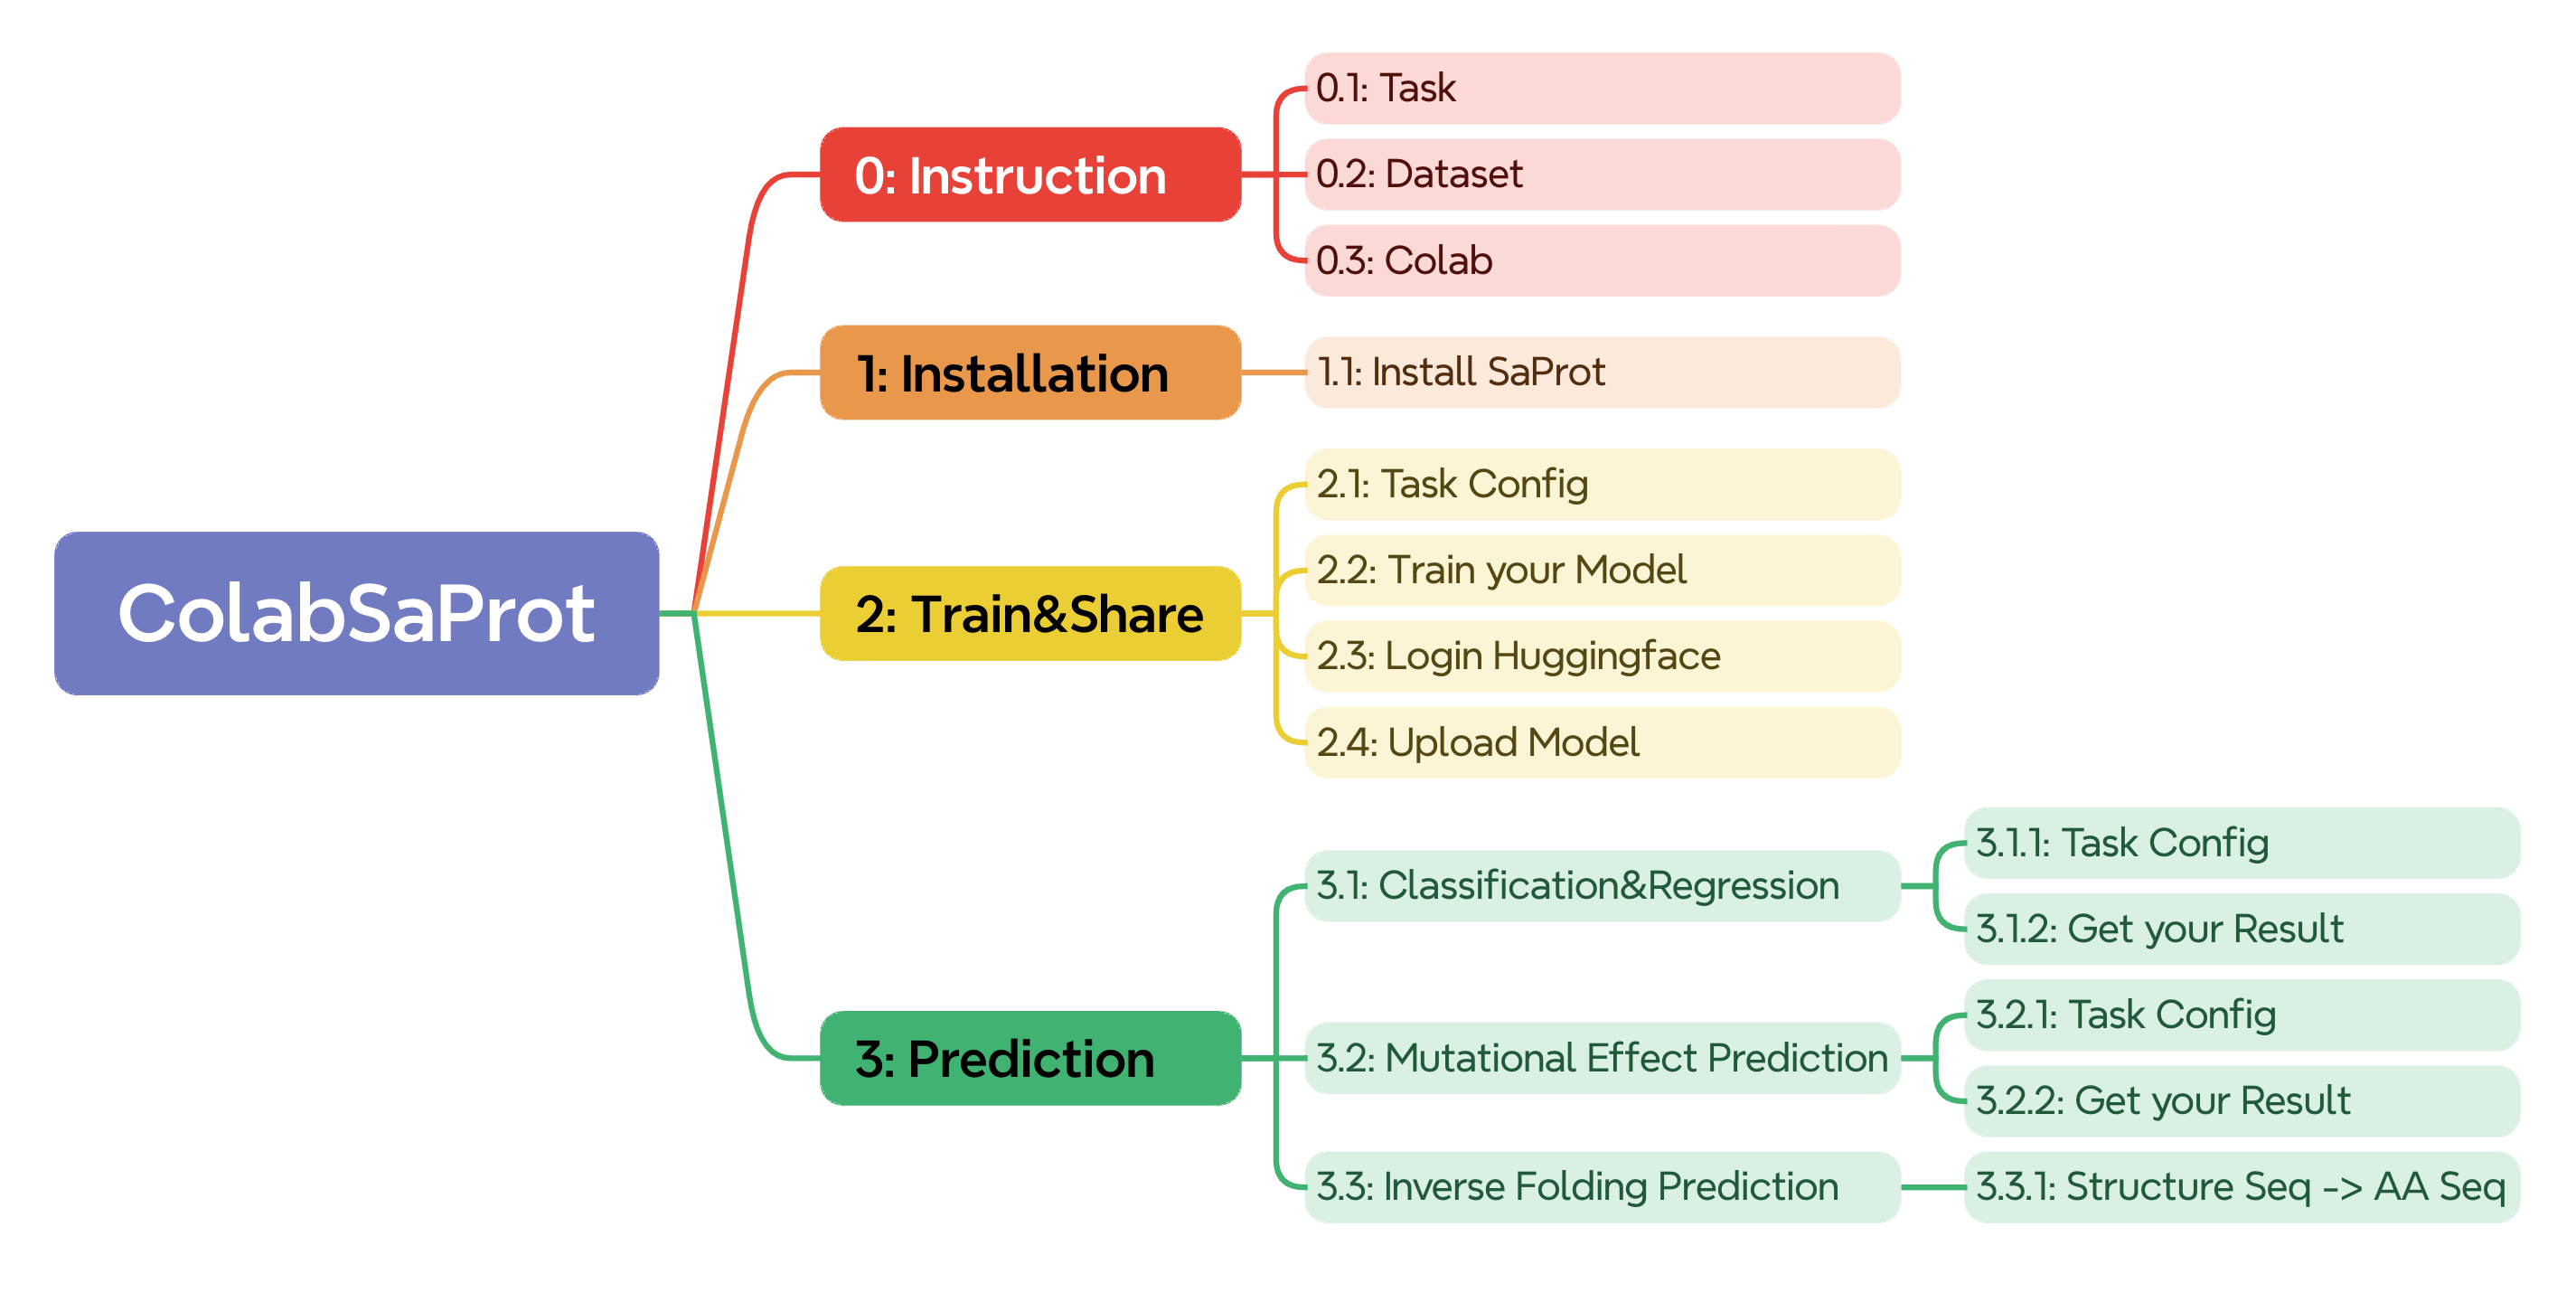 ColabSaProt
0: Instruction
0.1: Task
0.2: Dataset
0.3: Colab
1: Installation
1.1: Install SaProt
2: Train&Share
2.1: Task Config
2.2: Train your Model
2.3: Login Huggingface
2.4: Upload Model
3: Prediction
3.1: Classification&Regression
3.1.1: Task Config
3.1.2: Get your Result
3.2: Mutational Effect Prediction
3.2.1: Task Config
3.2.2: Get your Result
3.3: Inverse Folding Prediction
3.3.1: Structure Seq -> AA Seq